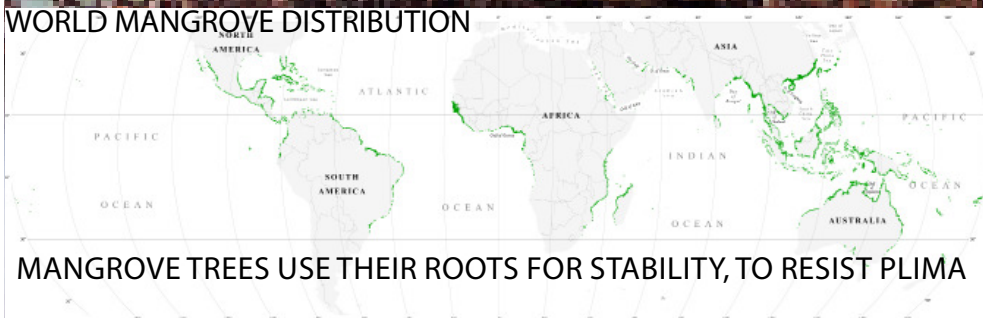 WORLD MANGROVE DISTRIBUTION
NORTH
AMERICA
ASIA
ATLANTIC
AFRICA
PACIFIC
PACIFIC
INDIAN
SOUTH
AMERICA
OCEAN
OCEAN
OCEAN
OCEAN
AUSTRALIA
MANGROVE TREES USE THEIR ROOTS FOR STABILITY, TO RESIST PLIMA